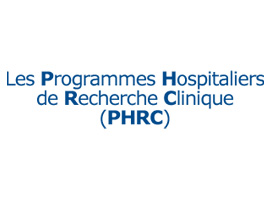 Les Programmes Hospitaliers
de Recherche Clinique
(PHRC)